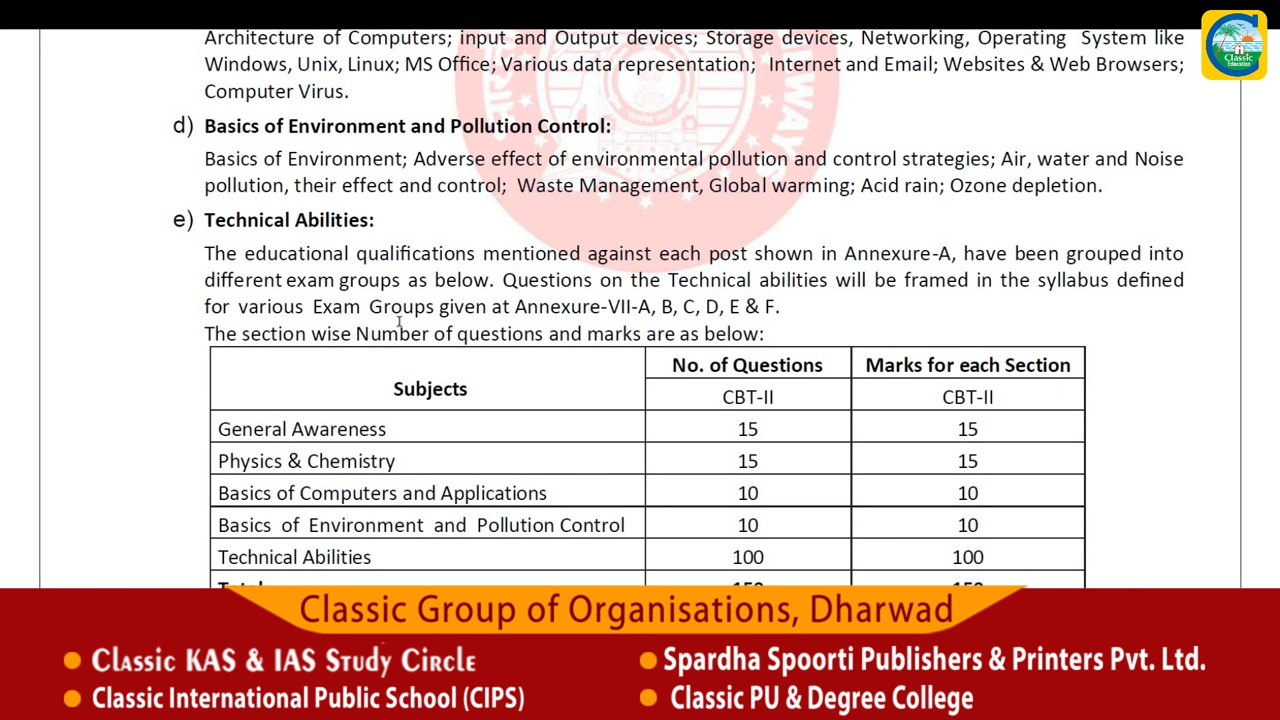 Architecture of Computers; input and Output devices; Storage devices, Networking, Operating System like
Windows, Unix, Linux; MS Office; Various data representation; Internet and Email; Websites & Web Browsers;
Computer Virus.
d) Basics of Environment and Pollution Control:
Basics of Environment; Adverse effect of environmental pollution and control strategies; Air, water and Noise
pollution, their effect and control; Waste Management, Global warming; Acid rain; Ozone depletion.
e) Technical Abilities:
The educational qualifications mentioned against each post shown in Annexure-A, have been grouped into
different exam groups as below. Questions on the Technical abilities will be framed in the syllabus defined
for various Exam Groups given at Annexure-VII-A, B, C, D, E & F.
The section wise Number of questions and marks are as below:
Subjects No. of Questions Marks for each Section
CBT-II CBT-II
General Awareness 15 15
Physics & Chemistry 15 15
Basics of Computers and Applications 10 10
Basics of Environment and Pollution Control 10 10
Technical Abilities 100 100
Total 150 150
Classic Group of Organisations, Dharwad
Classic KAS & IAS Study Circle
Spardha Spoorti Publishers & Printers Pvt. Ltd.
Classic International Public School (CIPS)
Classic PU & Degree College
Classic
Education